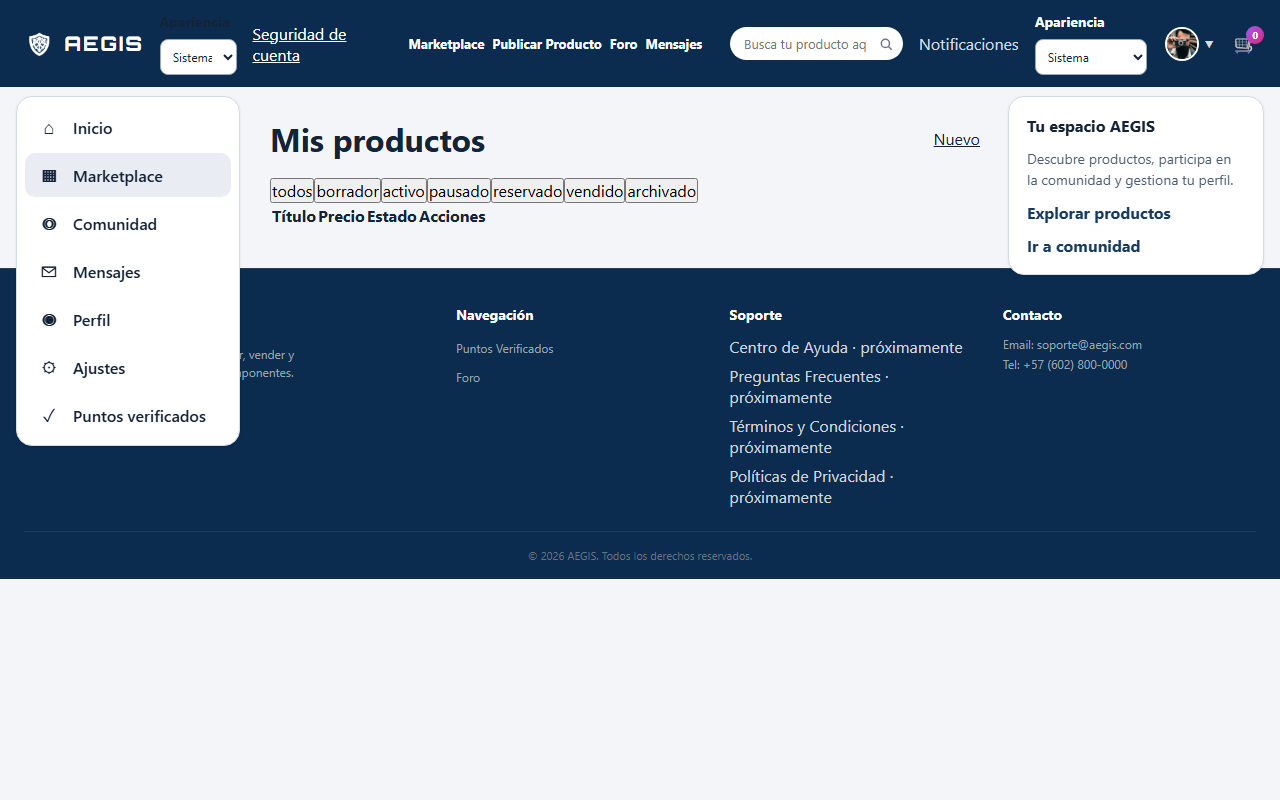 AEGIS
Apariencia
Sistema
Seguridad de
cuenta
Marketplace Publicar Producto Foro Mensajes
Busca tu producto aq
Notificaciones
Apariencia
Sistema
0
Inicio
Marketplace
Comunidad
Mensajes
Perfil
Ajustes
Puntos verificados
Mis productos
Nuevo
todos borrador activo pausado reservado vendido archivado
Título Precio Estado Acciones
Tu espacio AEGIS
Descubre productos, participa en
la comunidad y gestiona tu perfil.
Explorar productos
Ir a comunidad
r, vender y
ponentes.
Navegación
Puntos Verificados
Foro
Soporte
Centro de Ayuda · próximamente
Preguntas Frecuentes ·
próximamente
Términos y Condiciones ·
próximamente
Políticas de Privacidad ·
próximamente
Contacto
Email: soporte@aegis.com
Tel: +57 (602) 800-0000
© 2026 AEGIS. Todos los derechos reservados.